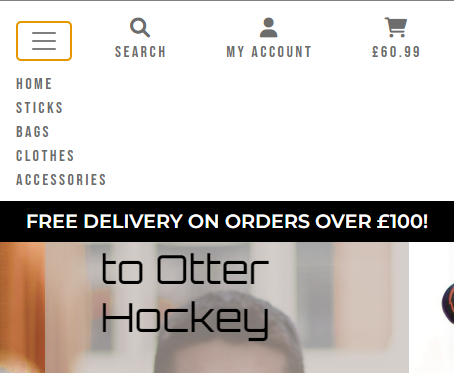 SEARCH
MY ACCOUNT
£60.99
HOME
STICKS
BAGS
CLOTHES
ACCESSORIES
FREE DELIVERY ON ORDERS OVER £100!
to Otter
Hockey